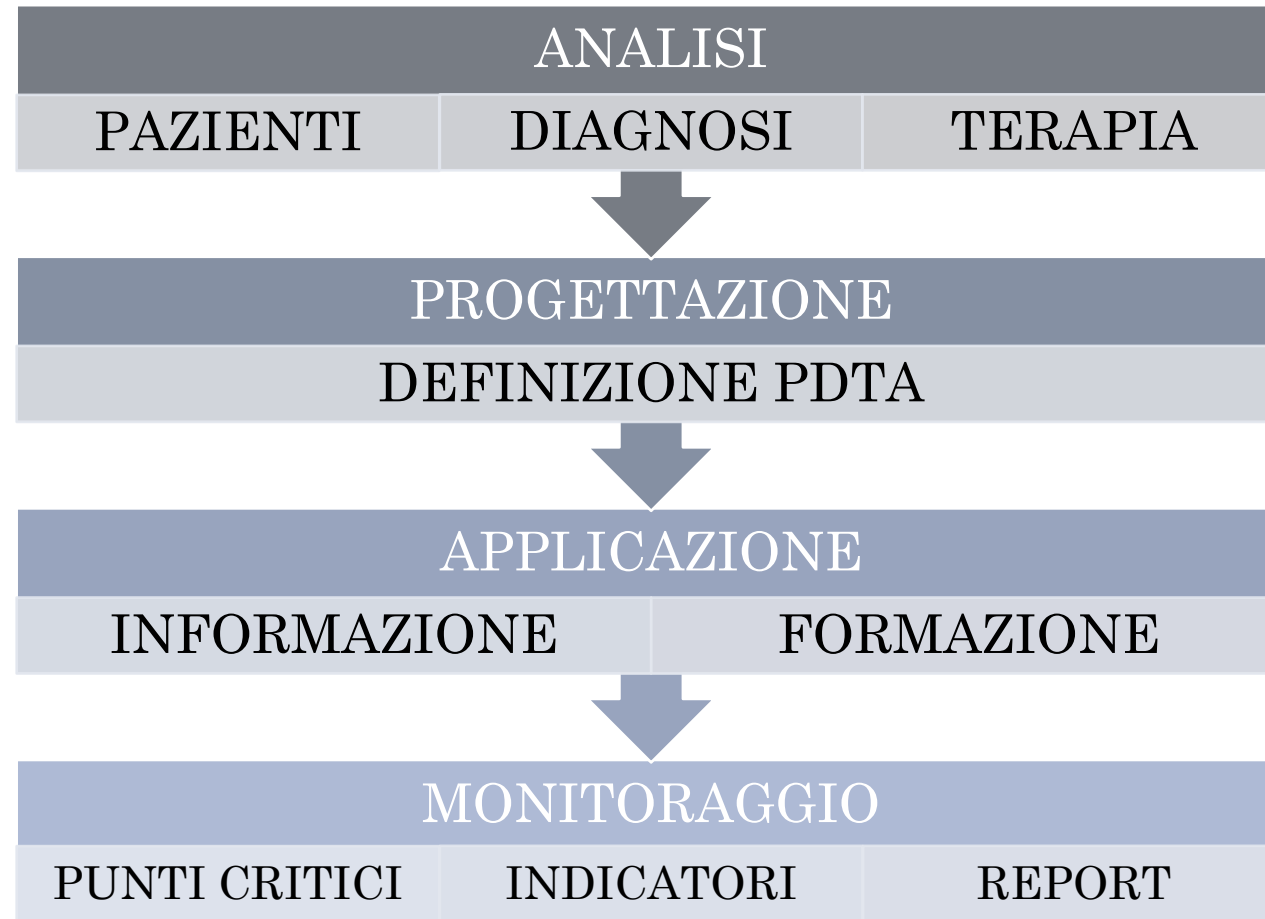 ANALISI
PAZIENTI DIAGNOSI TERAPIA
PROGETTAZIONE
DEFINIZIONE PDTA
APPLICAZIONE
INFORMAZIONE FORMAZIONE
MONITORAGGIO
PUNTI CRITICI INDICATORI REPORT